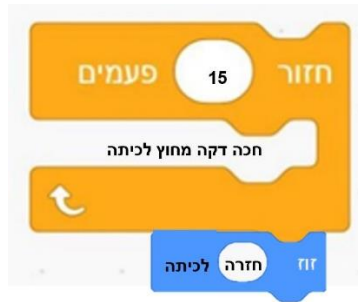 חזור 15 פעמים
חכה דקה מחוץ לכיתה
זוז חזרה לכיתה